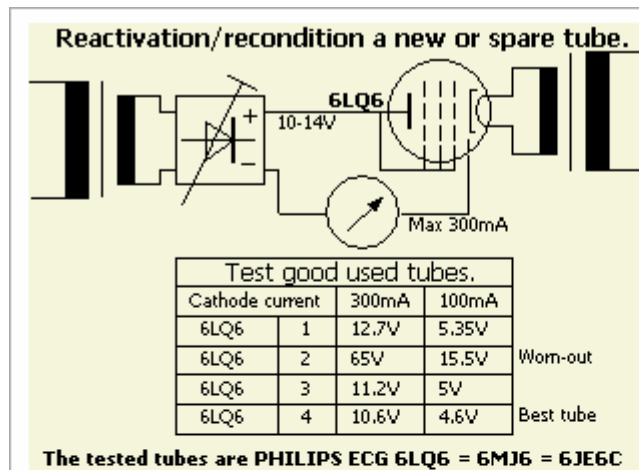 Reactivation/recondition a new or spare tube.
6LQ6
+
10-14V
−
Max 300mA
Test good used tubes.
Cathode current 300mA 100mA
6LQ6 1 12.7V 5.35V
6LQ6 2 65V 15.5V Worn-out
6LQ6 3 11.2V 5V
6LQ6 4 10.6V 4.6V Best tube
The tested tubes are PHILIPS ECG 6LQ6 = 6MJ6 = 6JE6C